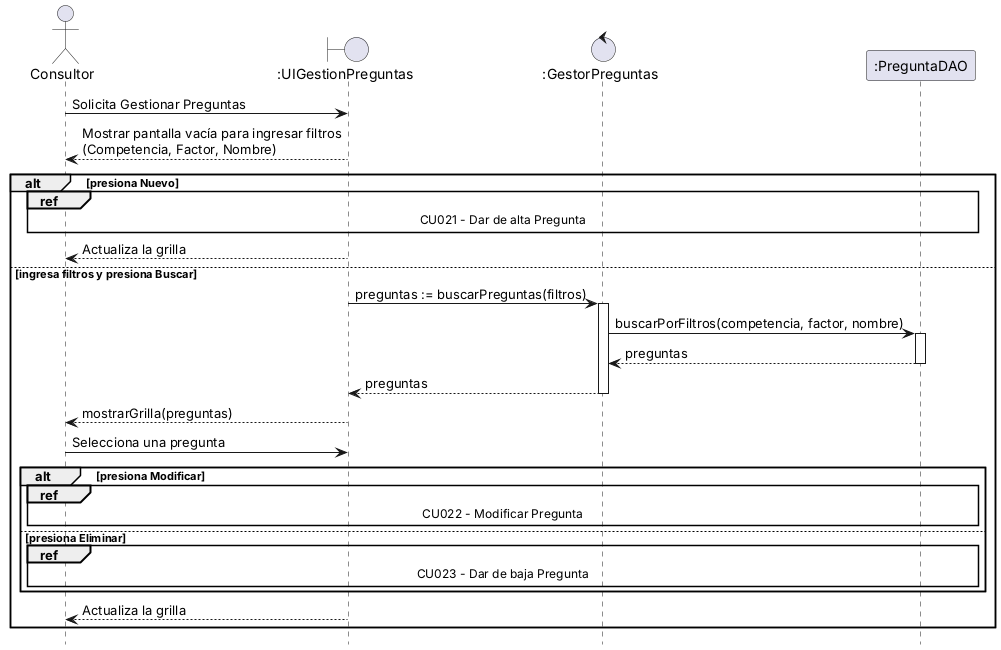 Consultor
:UIGestionPreguntas
:GestorPreguntas
:PreguntaDAO
Solicita Gestionar Preguntas
Mostrar pantalla vacía para ingresar filtros
(Competencia, Factor, Nombre)
alt [presiona Nuevo]
ref
CU021 - Dar de alta Pregunta
Actualiza la grilla
[ingresa filtros y presiona Buscar]
preguntas := buscarPreguntas(filtros)
buscarPorFiltros(competencia, factor, nombre)
preguntas
preguntas
mostrarGrilla(preguntas)
Selecciona una pregunta
alt [presiona Modificar]
ref
CU022 - Modificar Pregunta
[presiona Eliminar]
ref
CU023 - Dar de baja Pregunta
Actualiza la grilla